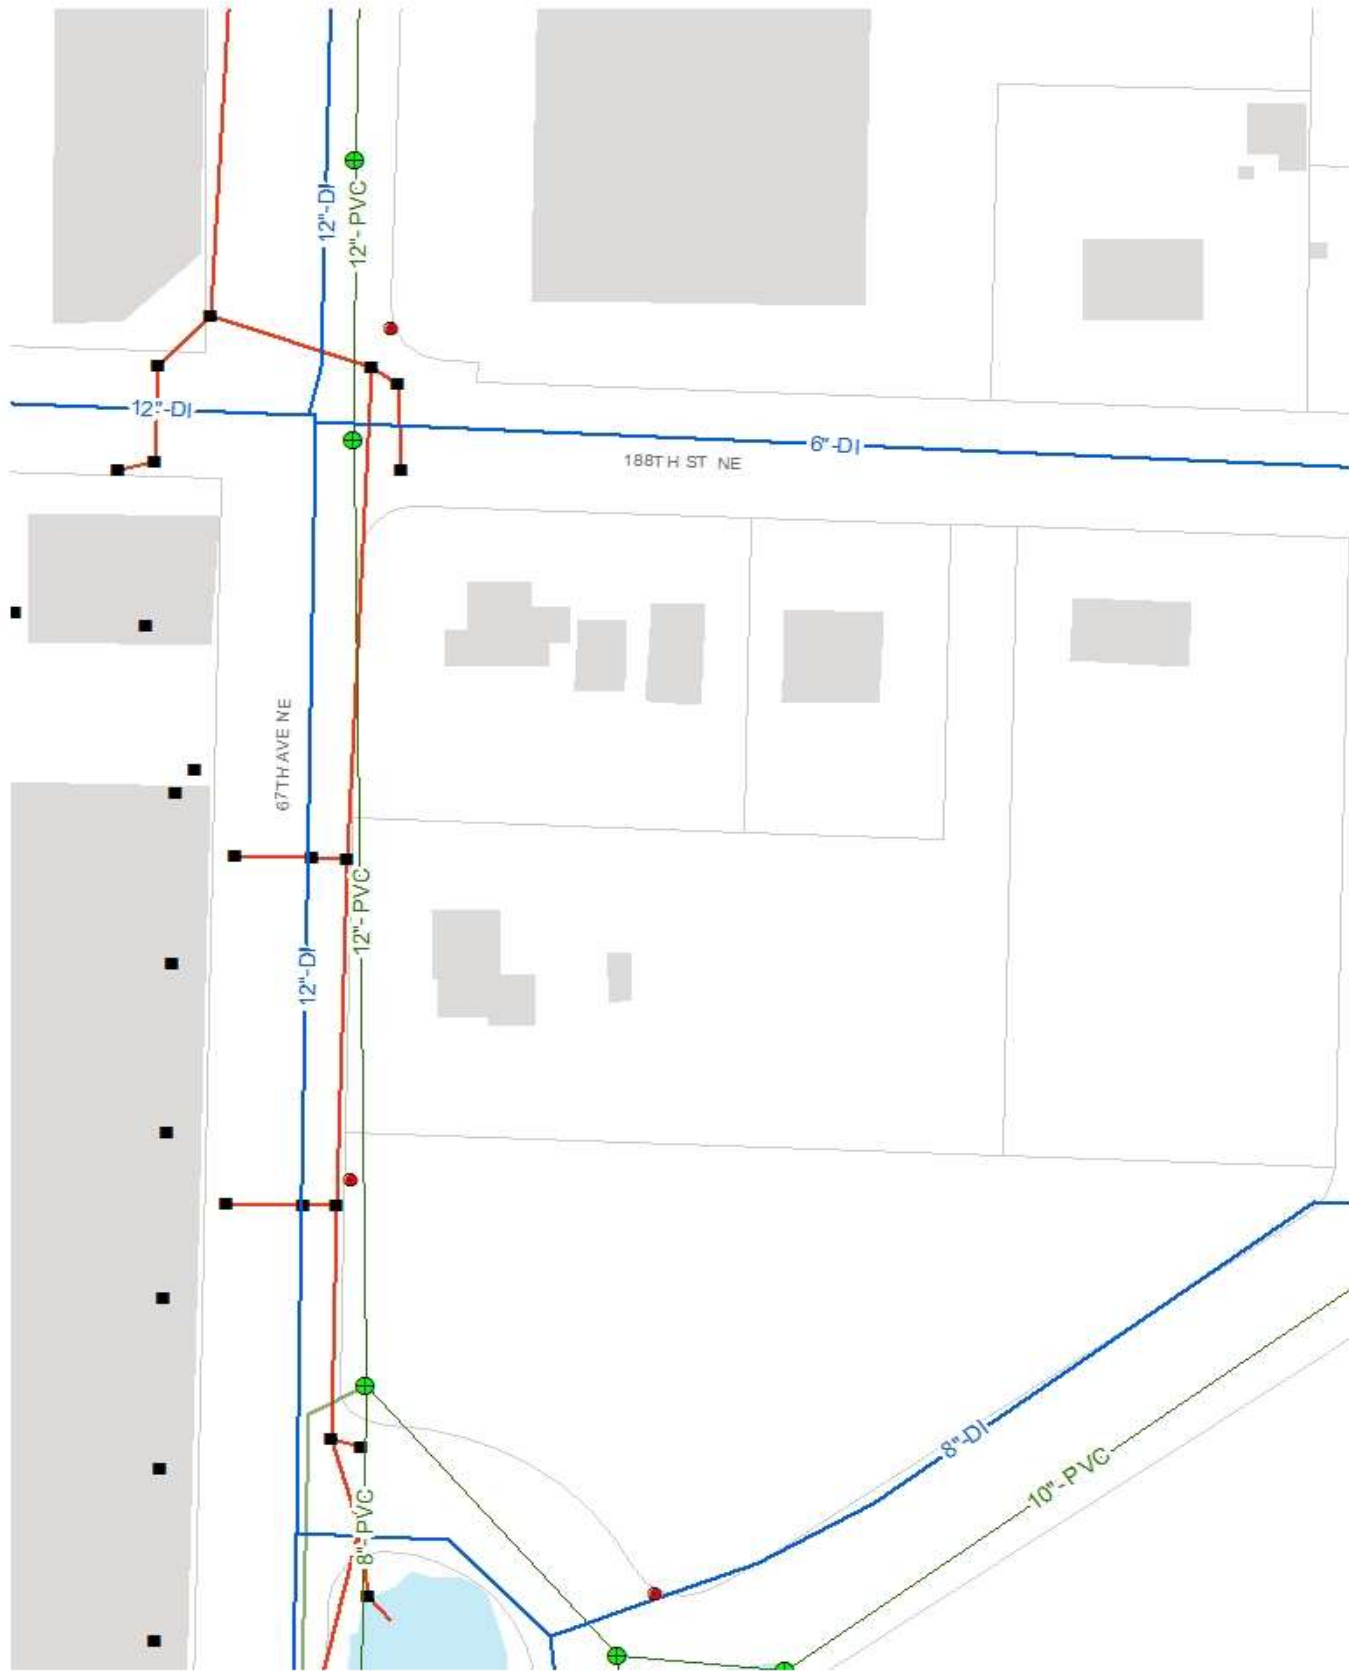 12"-DI
12"- PVC
12"-DI
6"-DI
188TH ST NE
67TH AVE NE
12"- PVC
12"-DI
8"-DI
10"-PVC
8"- PVC